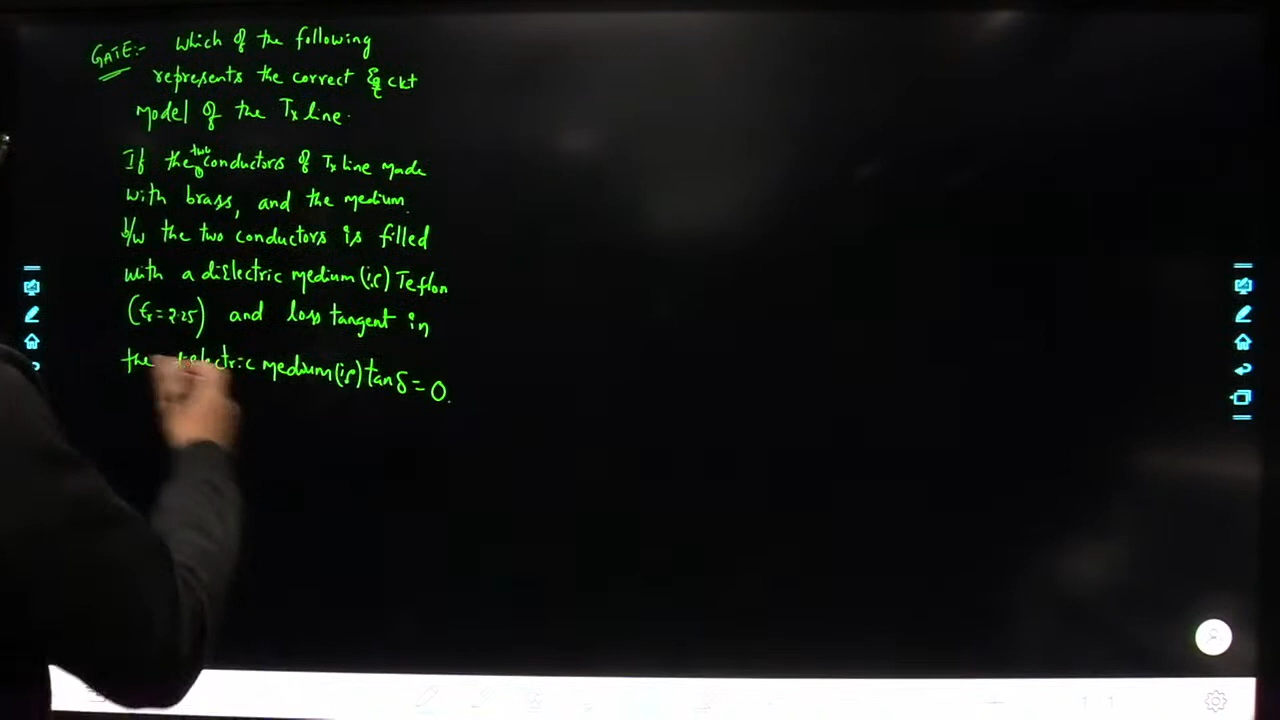 GATE:- Which of the following
represents the correct Eq ckt
model of the Tx line.
If the two conductors of Tx line made
with brass, and the medium
b/w the two conductors is filled
with a dielectric medium (is) Teflon
(εr = 2.25) and loss tangent in
the dielectric medium (is) tan δ = 0.